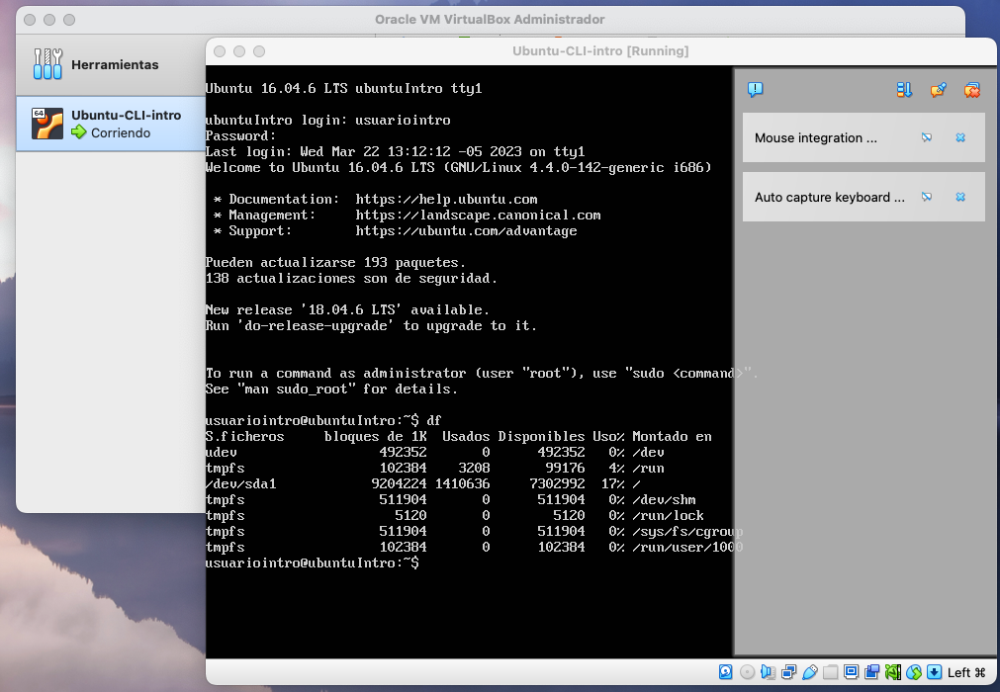 Oracle VM VirtualBox Administrador
Herramientas
64
Ubuntu-CLI-intro
Corriendo
Ubuntu-CLI-intro [Running]
Ubuntu 16.04.6 LTS ubuntuIntro tty1
ubuntuIntro login: usuariointro
Password:
Last login: Wed Mar 22 13:12:12 -05 2023 on tty1
Welcome to Ubuntu 16.04.6 LTS (GNU/Linux 4.4.0-142-generic i686)
* Documentation:  https://help.ubuntu.com
* Management:     https://landscape.canonical.com
* Support:        https://ubuntu.com/advantage
Pueden actualizarse 193 paquetes.
138 actualizaciones son de seguridad.
New release '18.04.6 LTS' available.
Run 'do-release-upgrade' to upgrade to it.
To run a command as administrator (user "root"), use "sudo <command>".
See "man sudo_root" for details.
usuariointro@ubuntuIntro:~$ df
S.ficheros     bloques de 1K  Usados Disponibles Uso% Montado en
udev                  492352       0      492352   0% /dev
tmpfs                 102384    3208       99176   4% /run
/dev/sda1            9204224 1410636     7302992  17% /
tmpfs                 511904       0      511904   0% /dev/shm
tmpfs                   5120       0        5120   0% /run/lock
tmpfs                 511904       0      511904   0% /sys/fs/cgroup
tmpfs                 102384       0      102384   0% /run/user/1000
usuariointro@ubuntuIntro:~$
Mouse integration ...
Auto capture keyboard ...
Left ⌘